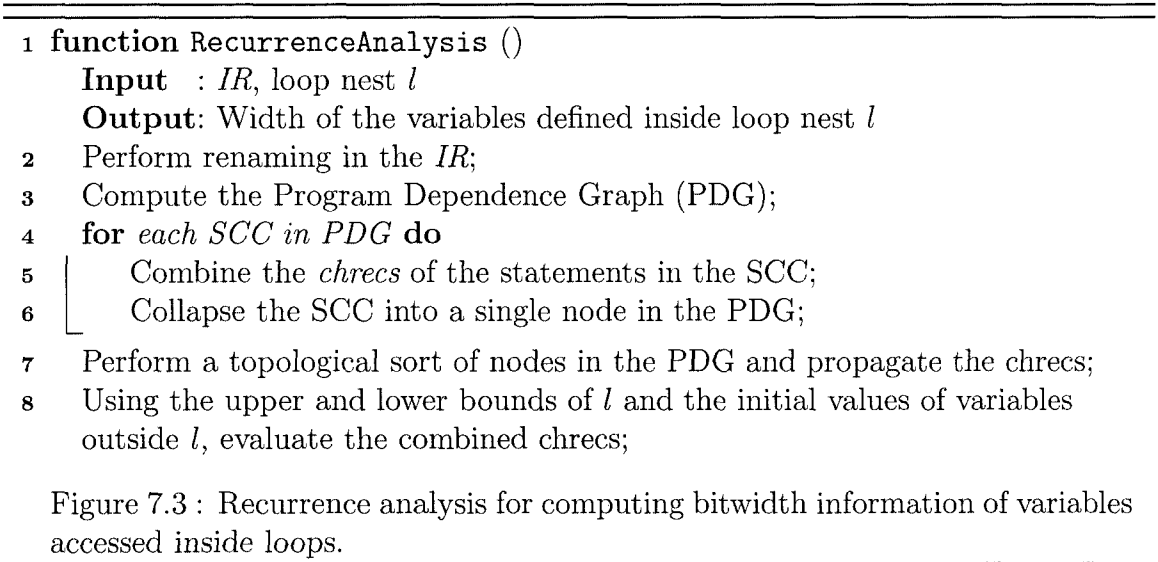 1 function RecurrenceAnalysis ()
Input : IR, loop nest l
Output: Width of the variables defined inside loop nest l
2 Perform renaming in the IR;
3 Compute the Program Dependence Graph (PDG);
4 for each SCC in PDG do
5 Combine the chrecs of the statements in the SCC;
6 Collapse the SCC into a single node in the PDG;
7 Perform a topological sort of nodes in the PDG and propagate the chrecs;
8 Using the upper and lower bounds of l and the initial values of variables
outside l, evaluate the combined chrecs;
Figure 7.3 : Recurrence analysis for computing bitwidth information of variables
accessed inside loops.